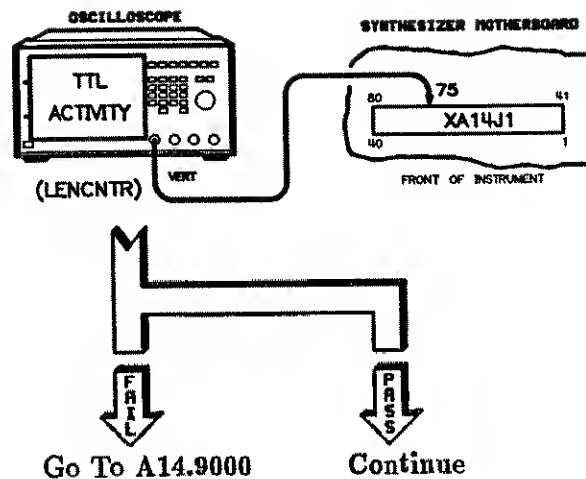 OSCILLOSCOPE
SYNTHESIZER MOTHERBOARD
TTL
ACTIVITY
75
80
41
XA14J1
40
1
(LENCNTR)
VERT
FRONT OF INSTRUMENT
FAIL
PASS
Go To A14.9000
Continue